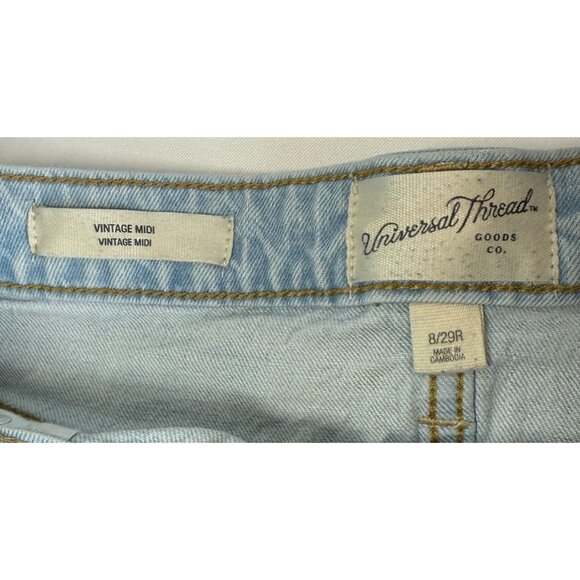 VINTAGE MIDI
VINTAGE MIDI
Universal Thread™
GOODS
CO.
8/29R
MADE IN
CAMBODIA